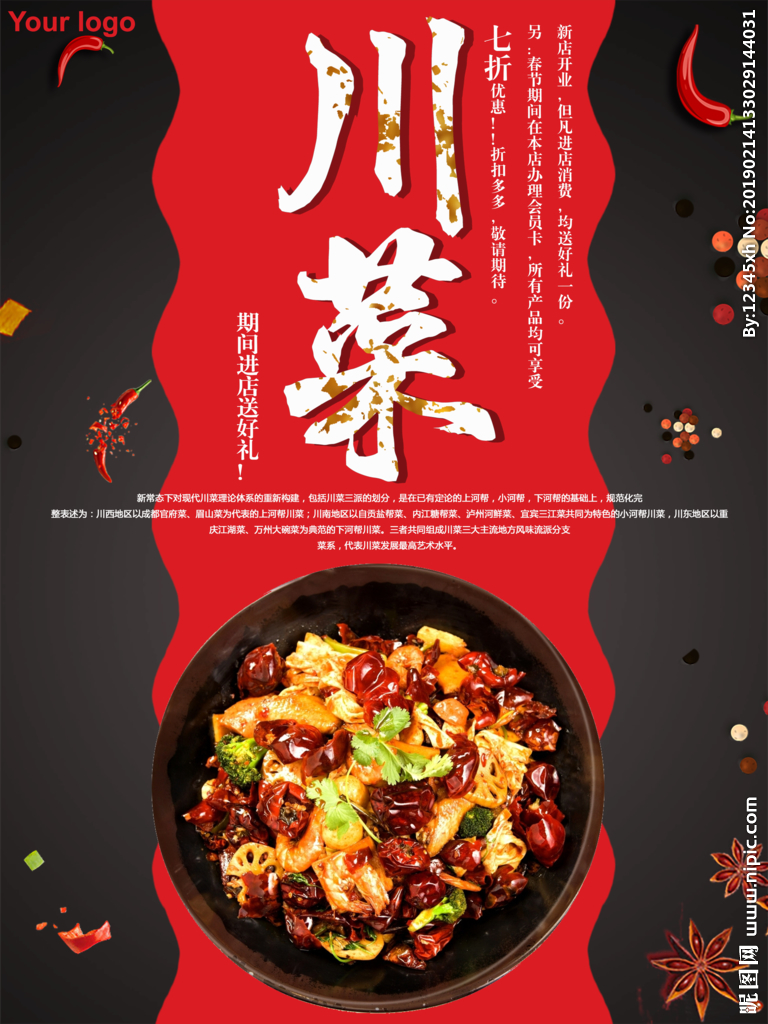 Your logo
川菜
新店开业,但凡进店消费,均送好礼一份。
另:春节期间在本店办理会员卡,所有产品均可享受
七折优惠!!折扣多多,敬请期待。
期间进店送好礼!
新常态下对现代川菜理论体系的重新构建,包括川菜三派的划分,是在已有定论的上河帮,小河帮,下河帮的基础上,规范化完
整表述为:川西地区以成都官府菜、眉山菜为代表的上河帮川菜;川南地区以自贡盐帮菜、内江糖帮菜、泸州河鲜菜、宜宾三江菜共同为特色的小河帮川菜,川东地区以重
庆江湖菜、万州大碗菜为典范的下河帮川菜。三者共同组成川菜三大主流地方风味流派分支
菜系,代表川菜发展最高艺术水平。
By:12345xh No:20190214133029144031
昵图网 www.nipic.com